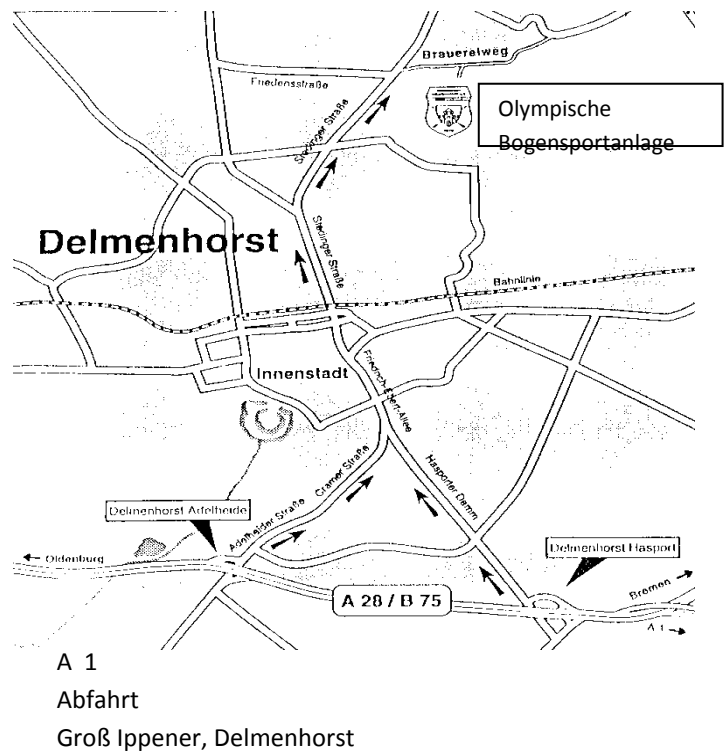 Brauereiweg
Friedensstraße
Olympische
Bogensportanlage
Stedinger Straße
Delmenhorst
Stedinger Straße
Bahnlinie
Innenstadt
Friedrich-Ebert-Allee
Cramer Straße
Hasporter Damm
Delmenhorst Adelheide
Adelheider Straße
Delmenhorst Hasport
← Oldenburg
Bremen →
A 28 / B 75
A 1 →
A 1
Abfahrt
Groß Ippener, Delmenhorst